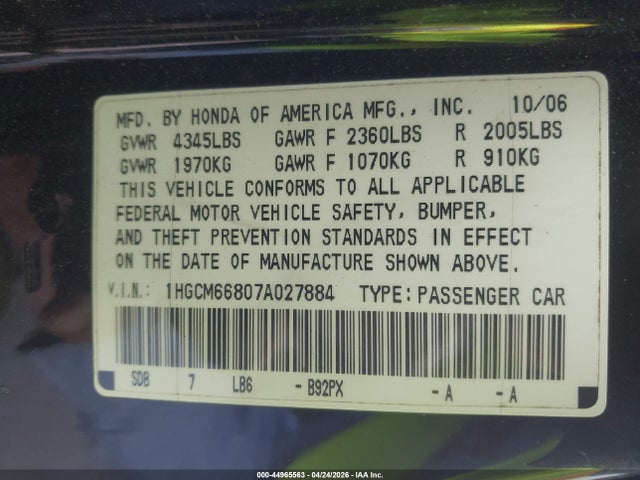 MFD. BY HONDA OF AMERICA MFG., INC. 10/06
GVWR 4345LBS GAWR F 2360LBS R 2005LBS
GVWR 1970KG GAWR F 1070KG R 910KG
THIS VEHICLE CONFORMS TO ALL APPLICABLE
FEDERAL MOTOR VEHICLE SAFETY, BUMPER,
AND THEFT PREVENTION STANDARDS IN EFFECT
ON THE DATE OF MANUFACTURE SHOWN ABOVE.
V.I.N.: 1HGCM66807A027884 TYPE: PASSENGER CAR
SDB 7 LB6 - B92PX - A - A
000-44965563 - 04/24/2026 - IAA Inc.